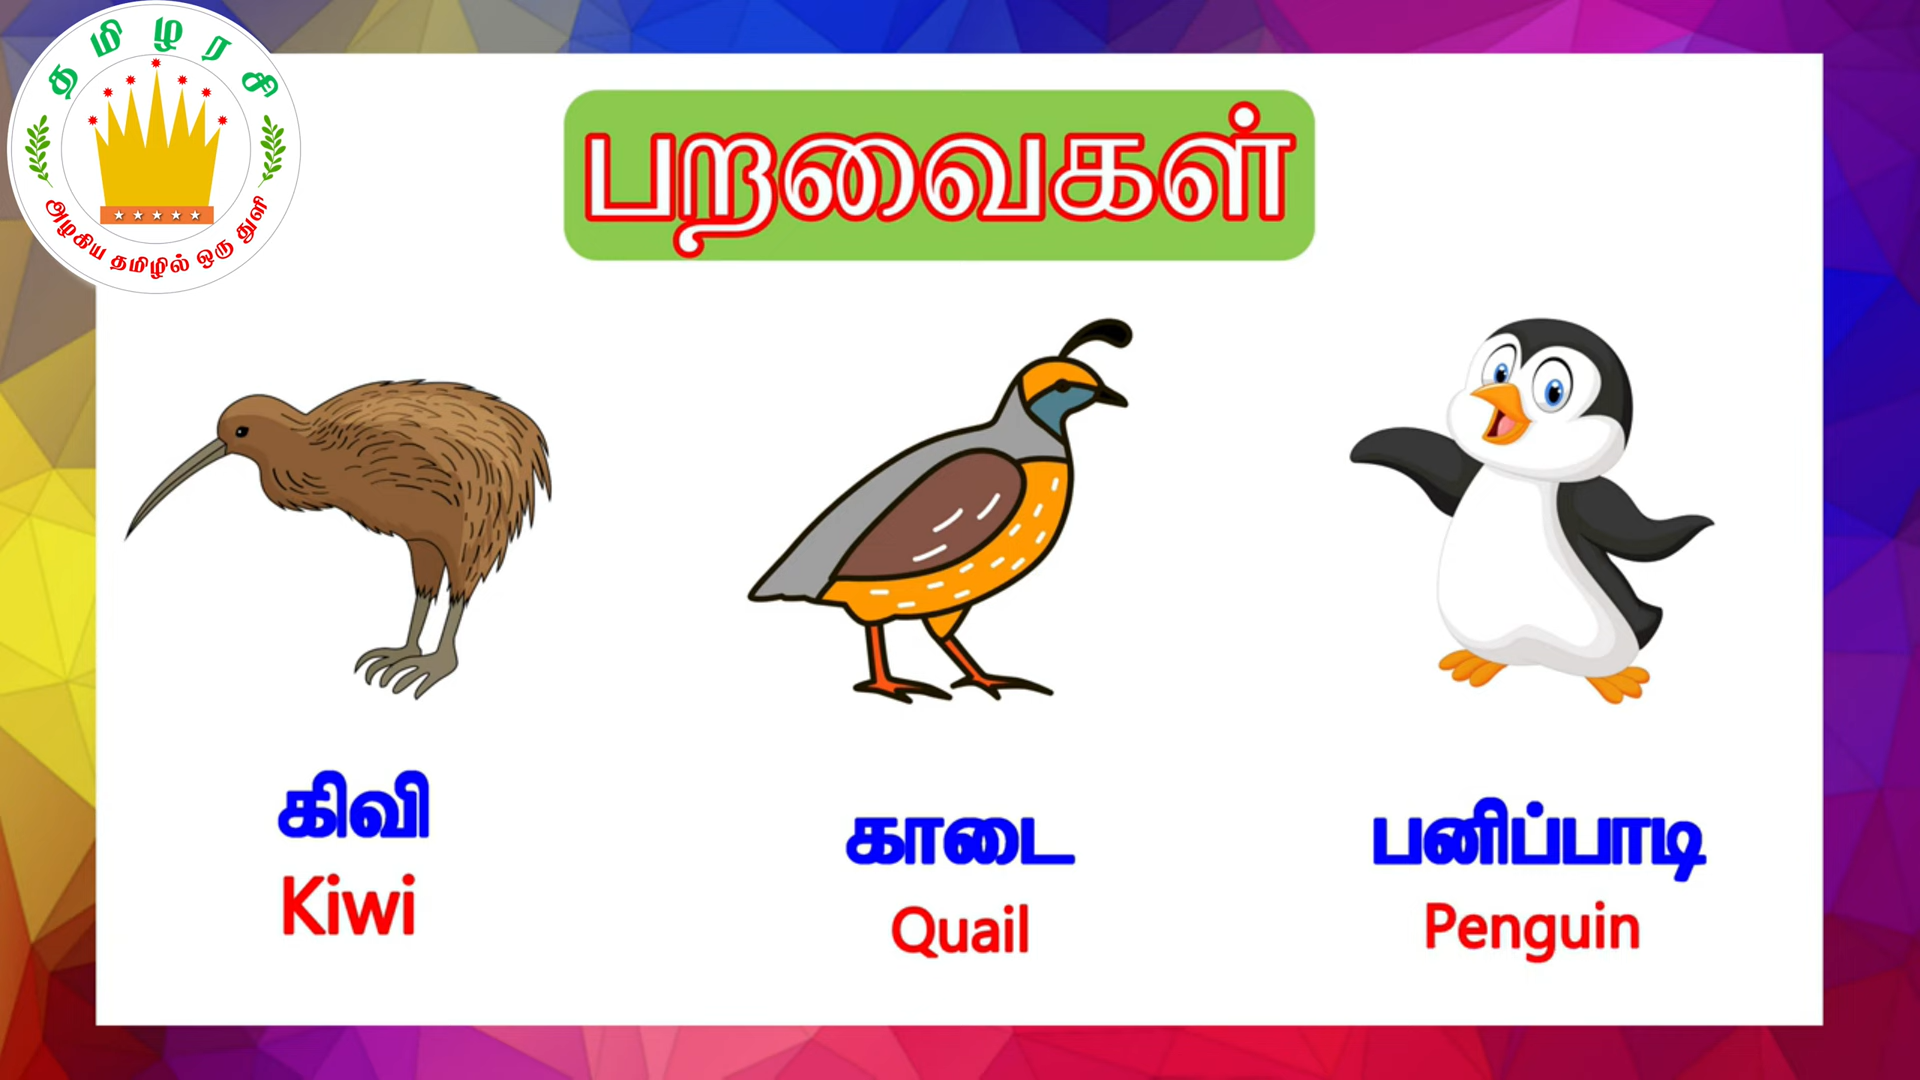 தமிழரசி
அழகிய தமிழில் ஒரு துளி
பறவைகள்
கிவி
Kiwi
காடை
Quail
பனிப்பாடி
Penguin